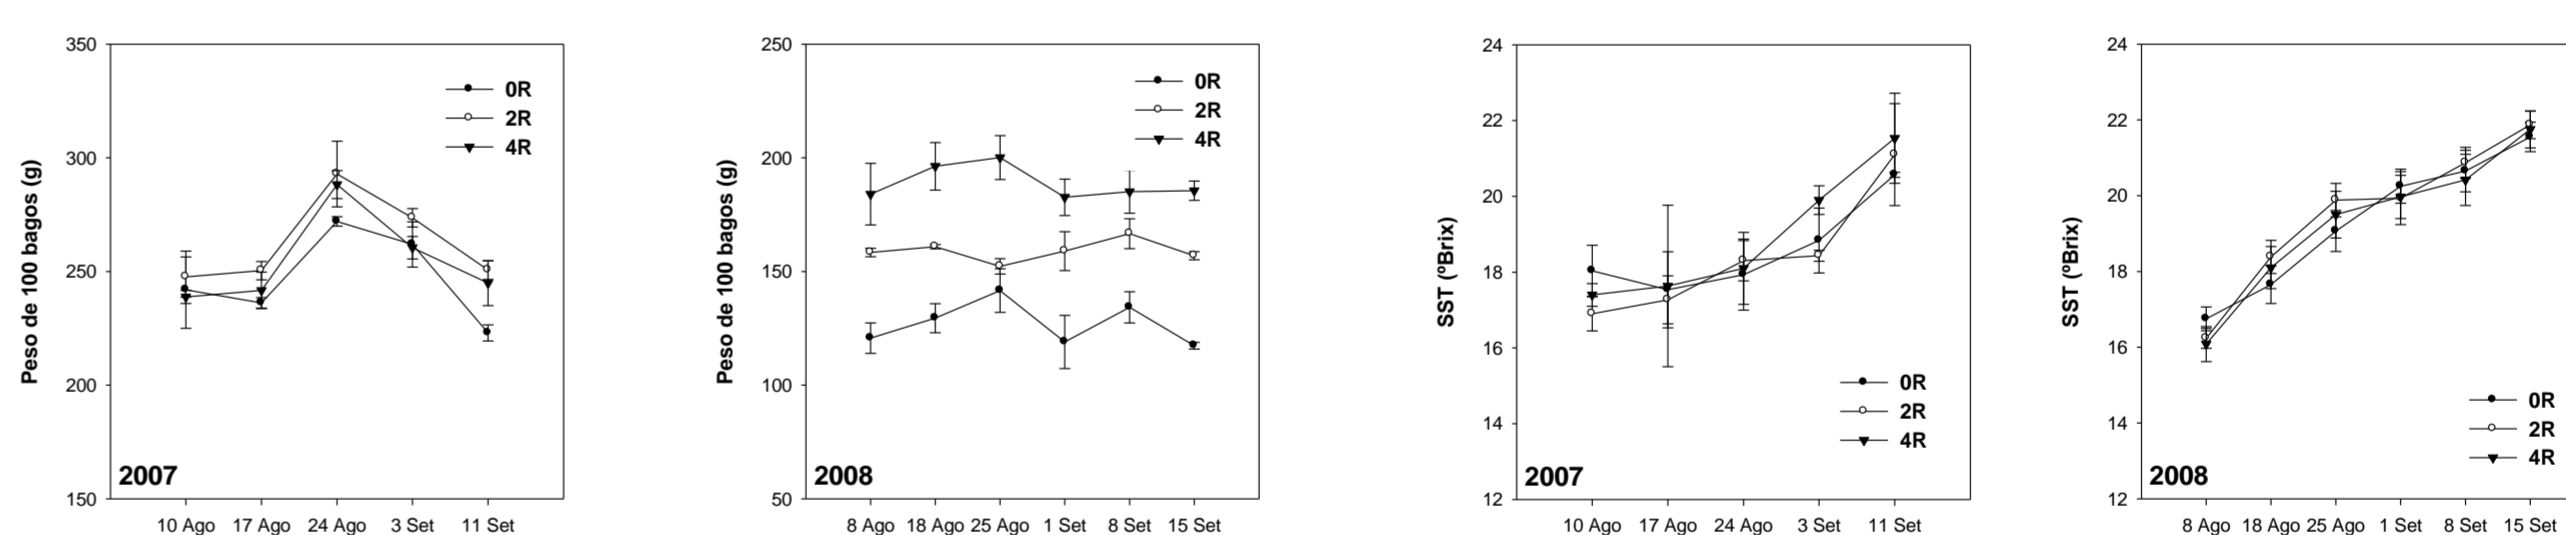 Peso de 100 bagos (g)
350
300
250
200
150
0R
2R
4R
2007
10 Ago 17 Ago 24 Ago 3 Set 11 Set
Peso de 100 bagos (g)
250
200
150
100
50
0R
2R
4R
2008
8 Ago 18 Ago 25 Ago 1 Set 8 Set 15 Set
SST (ºBrix)
24
22
20
18
16
14
12
0R
2R
4R
2007
10 Ago 17 Ago 24 Ago 3 Set 11 Set
SST (ºBrix)
24
22
20
18
16
14
12
0R
2R
4R
2008
8 Ago 18 Ago 25 Ago 1 Set 8 Set 15 Set